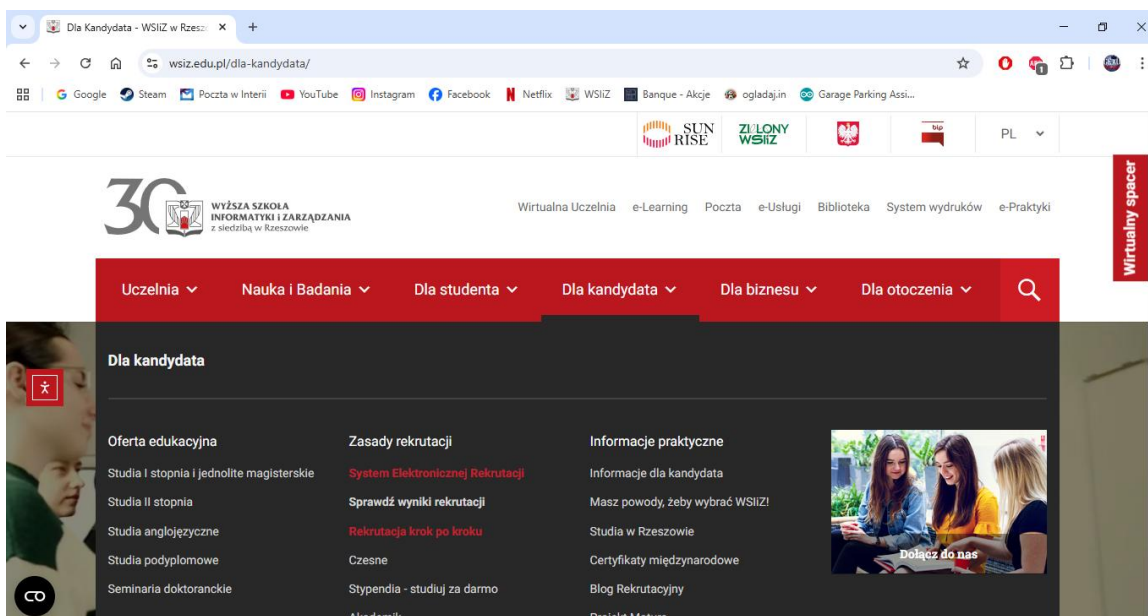 Dla Kandydata - WSIiZ w Rzesz
wsiz.edu.pl/dla-kandydata/
Google Steam Poczta w Interii YouTube Instagram Facebook Netflix WSIiZ Banque - Akcje ogladaj.in Garage Parking Assi...
SUN RISE ZIELONY WSIiZ bip PL
30 WYŻSZA SZKOŁA
INFORMATYKI i ZARZĄDZANIA
z siedzibą w Rzeszowie
Wirtualna Uczelnia e-Learning Poczta e-Usługi Biblioteka System wydruków e-Praktyki
Wirtualny spacer
Uczelnia Nauka i Badania Dla studenta Dla kandydata Dla biznesu Dla otoczenia
Dla kandydata
Oferta edukacyjna
Studia I stopnia i jednolite magisterskie
Studia II stopnia
Studia anglojęzyczne
Studia podyplomowe
Seminaria doktoranckie
Zasady rekrutacji
System Elektronicznej Rekrutacji
Sprawdź wyniki rekrutacji
Rekrutacja krok po kroku
Czesne
Stypendia - studiuj za darmo
Akademik
Informacje praktyczne
Informacje dla kandydata
Masz powody, żeby wybrać WSIiZ!
Studia w Rzeszowie
Certyfikaty międzynarodowe
Blog Rekrutacyjny
Projekt Matura
Dołącz do nas